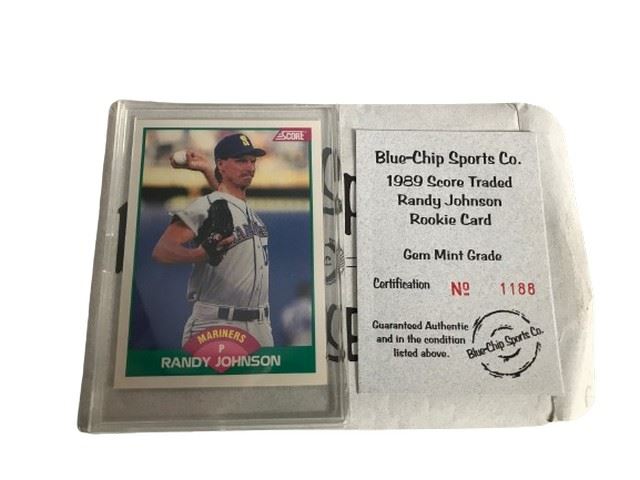 SCORE
MARINERS
P
RANDY JOHNSON
Blue-Chip Sports Co.
1989 Score Traded
Randy Johnson
Rookie Card
Gem Mint Grade
Certification Nº 1188
Guaranteed Authentic
and in the condition
listed above.
Blue-Chip Sports Co.